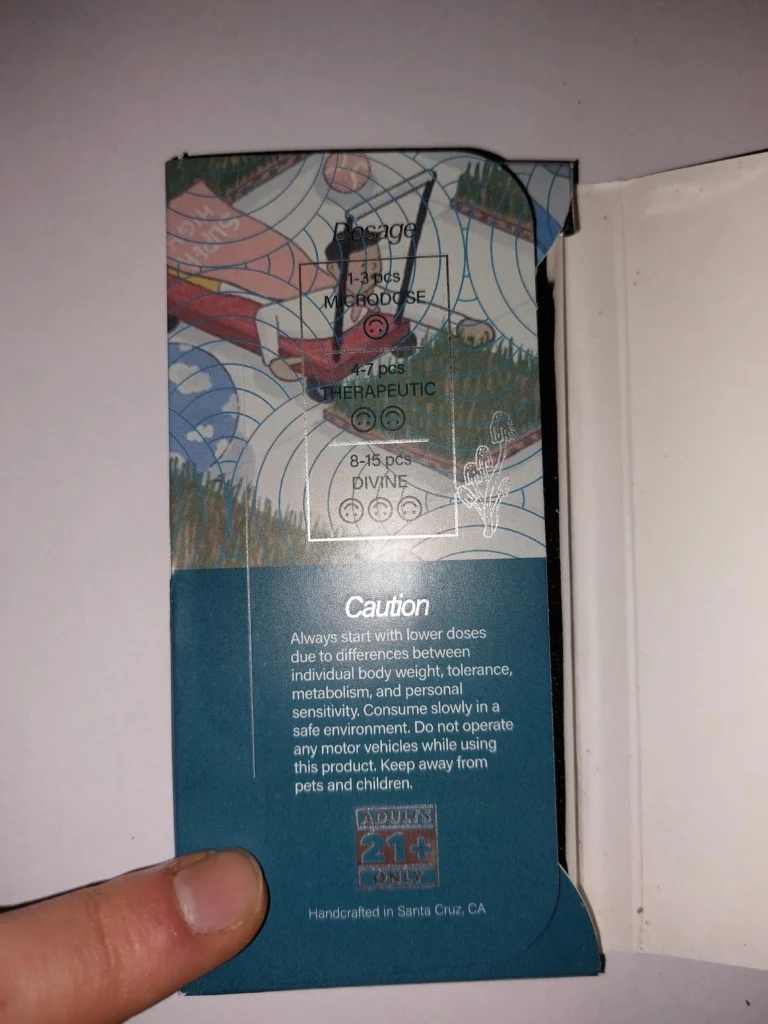 Dosage
1-3 pcs
MICRODOSE
4-7 pcs
THERAPEUTIC
8-15 pcs
DIVINE
Caution
Always start with lower doses
due to differences between
individual body weight, tolerance,
metabolism, and personal
sensitivity. Consume slowly in a
safe environment. Do not operate
any motor vehicles while using
this product. Keep away from
pets and children.
ADULTS
21+
ONLY
Handcrafted in Santa Cruz, CA